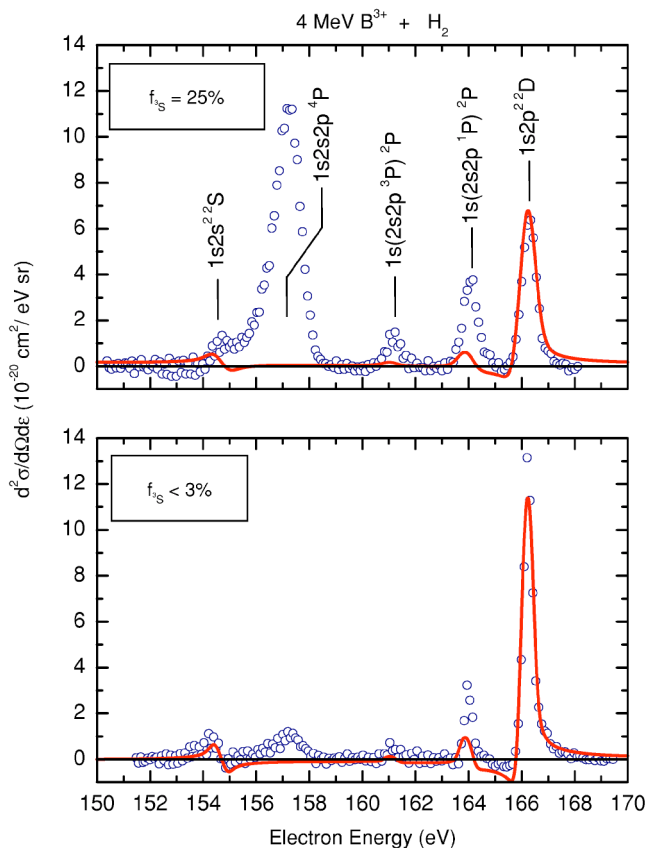 4 MeV B³⁺ + H₂
14
12
10
8
6
4
2
0
f₃S = 25%
1s2s² ²S
1s2s2p ⁴P
1s(2s2p ³P) ²P
1s(2s2p ¹P) ²P
1s2p² ²D
d²σ/dΩdε (10⁻²⁰ cm²/ eV sr)
14
12
10
8
6
4
2
0
f₃S < 3%
150 152 154 156 158 160 162 164 166 168 170
Electron Energy (eV)